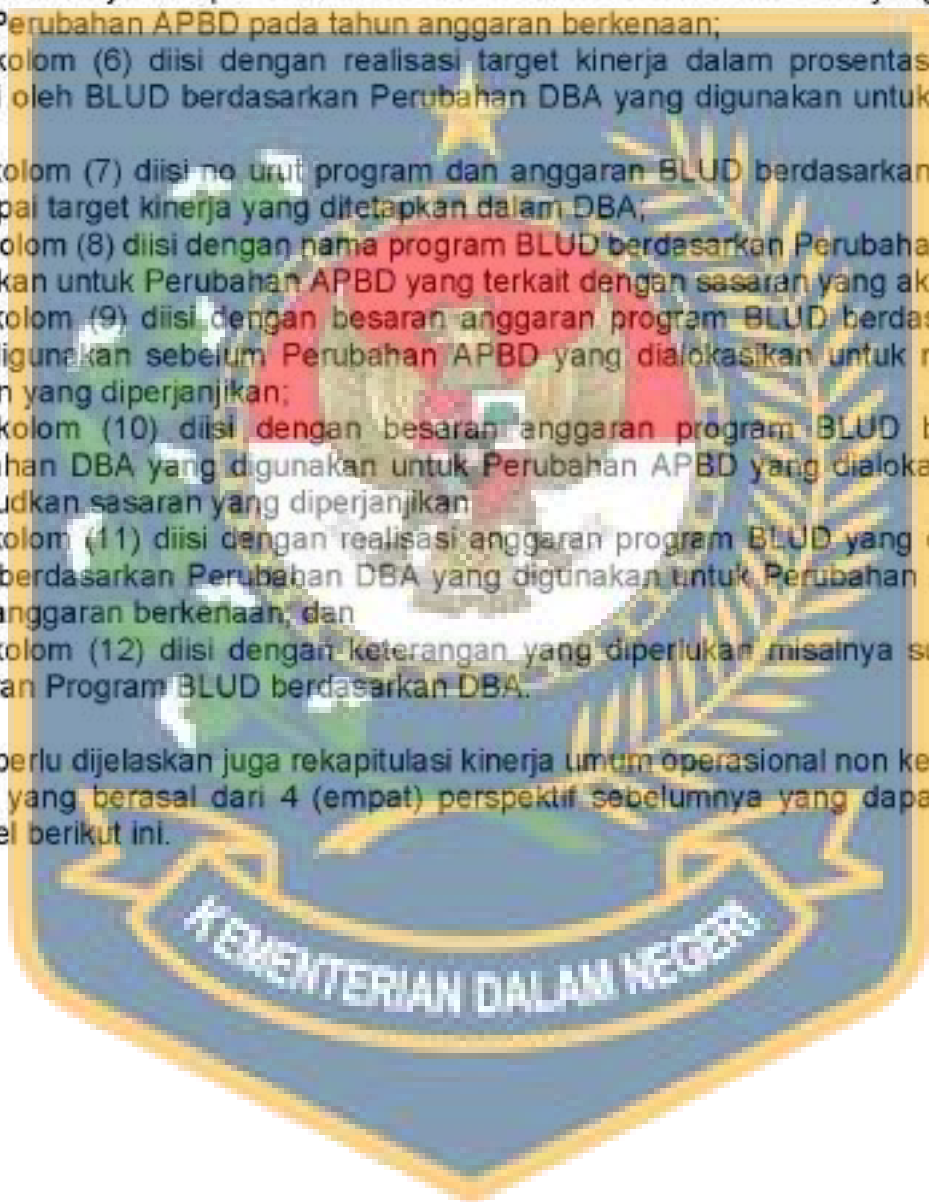 Perubahan APBD pada tahun anggaran berkenaan;
kolom (6) diisi dengan realisasi target kinerja dalam prosentas
oleh BLUD berdasarkan Perubahan DBA yang digunakan untuk
kolom (7) diisi no urut program dan anggaran BLUD berdasarkan
pai target kinerja yang ditetapkan dalam DBA;
kolom (8) diisi dengan nama program BLUD berdasarkan Perubaha
kan untuk Perubahan APBD yang terkait dengan sasaran yang ak
kolom (9) diisi dengan besaran anggaran program BLUD berdas
digunakan sebelum Perubahan APBD yang dialokasikan untuk
n yang diperjanjikan;
kolom (10) diisi dengan besaran anggaran program BLUD b
han DBA yang digunakan untuk Perubahan APBD yang dialoka
udkan sasaran yang diperjanjikan
kolom (11) diisi dengan realisasi anggaran program BLUD yang
berdasarkan Perubahan DBA yang digunakan untuk Perubahan
anggaran berkenaan; dan
kolom (12) diisi dengan keterangan yang diperlukan misalnya su
an Program BLUD berdasarkan DBA.
perlu dijelaskan juga rekapitulasi kinerja umum operasional non ke
yang berasal dari 4 (empat) perspektif sebelumnya yang dapa
el berikut ini.
KEMENTERIAN DALAM NEGERI